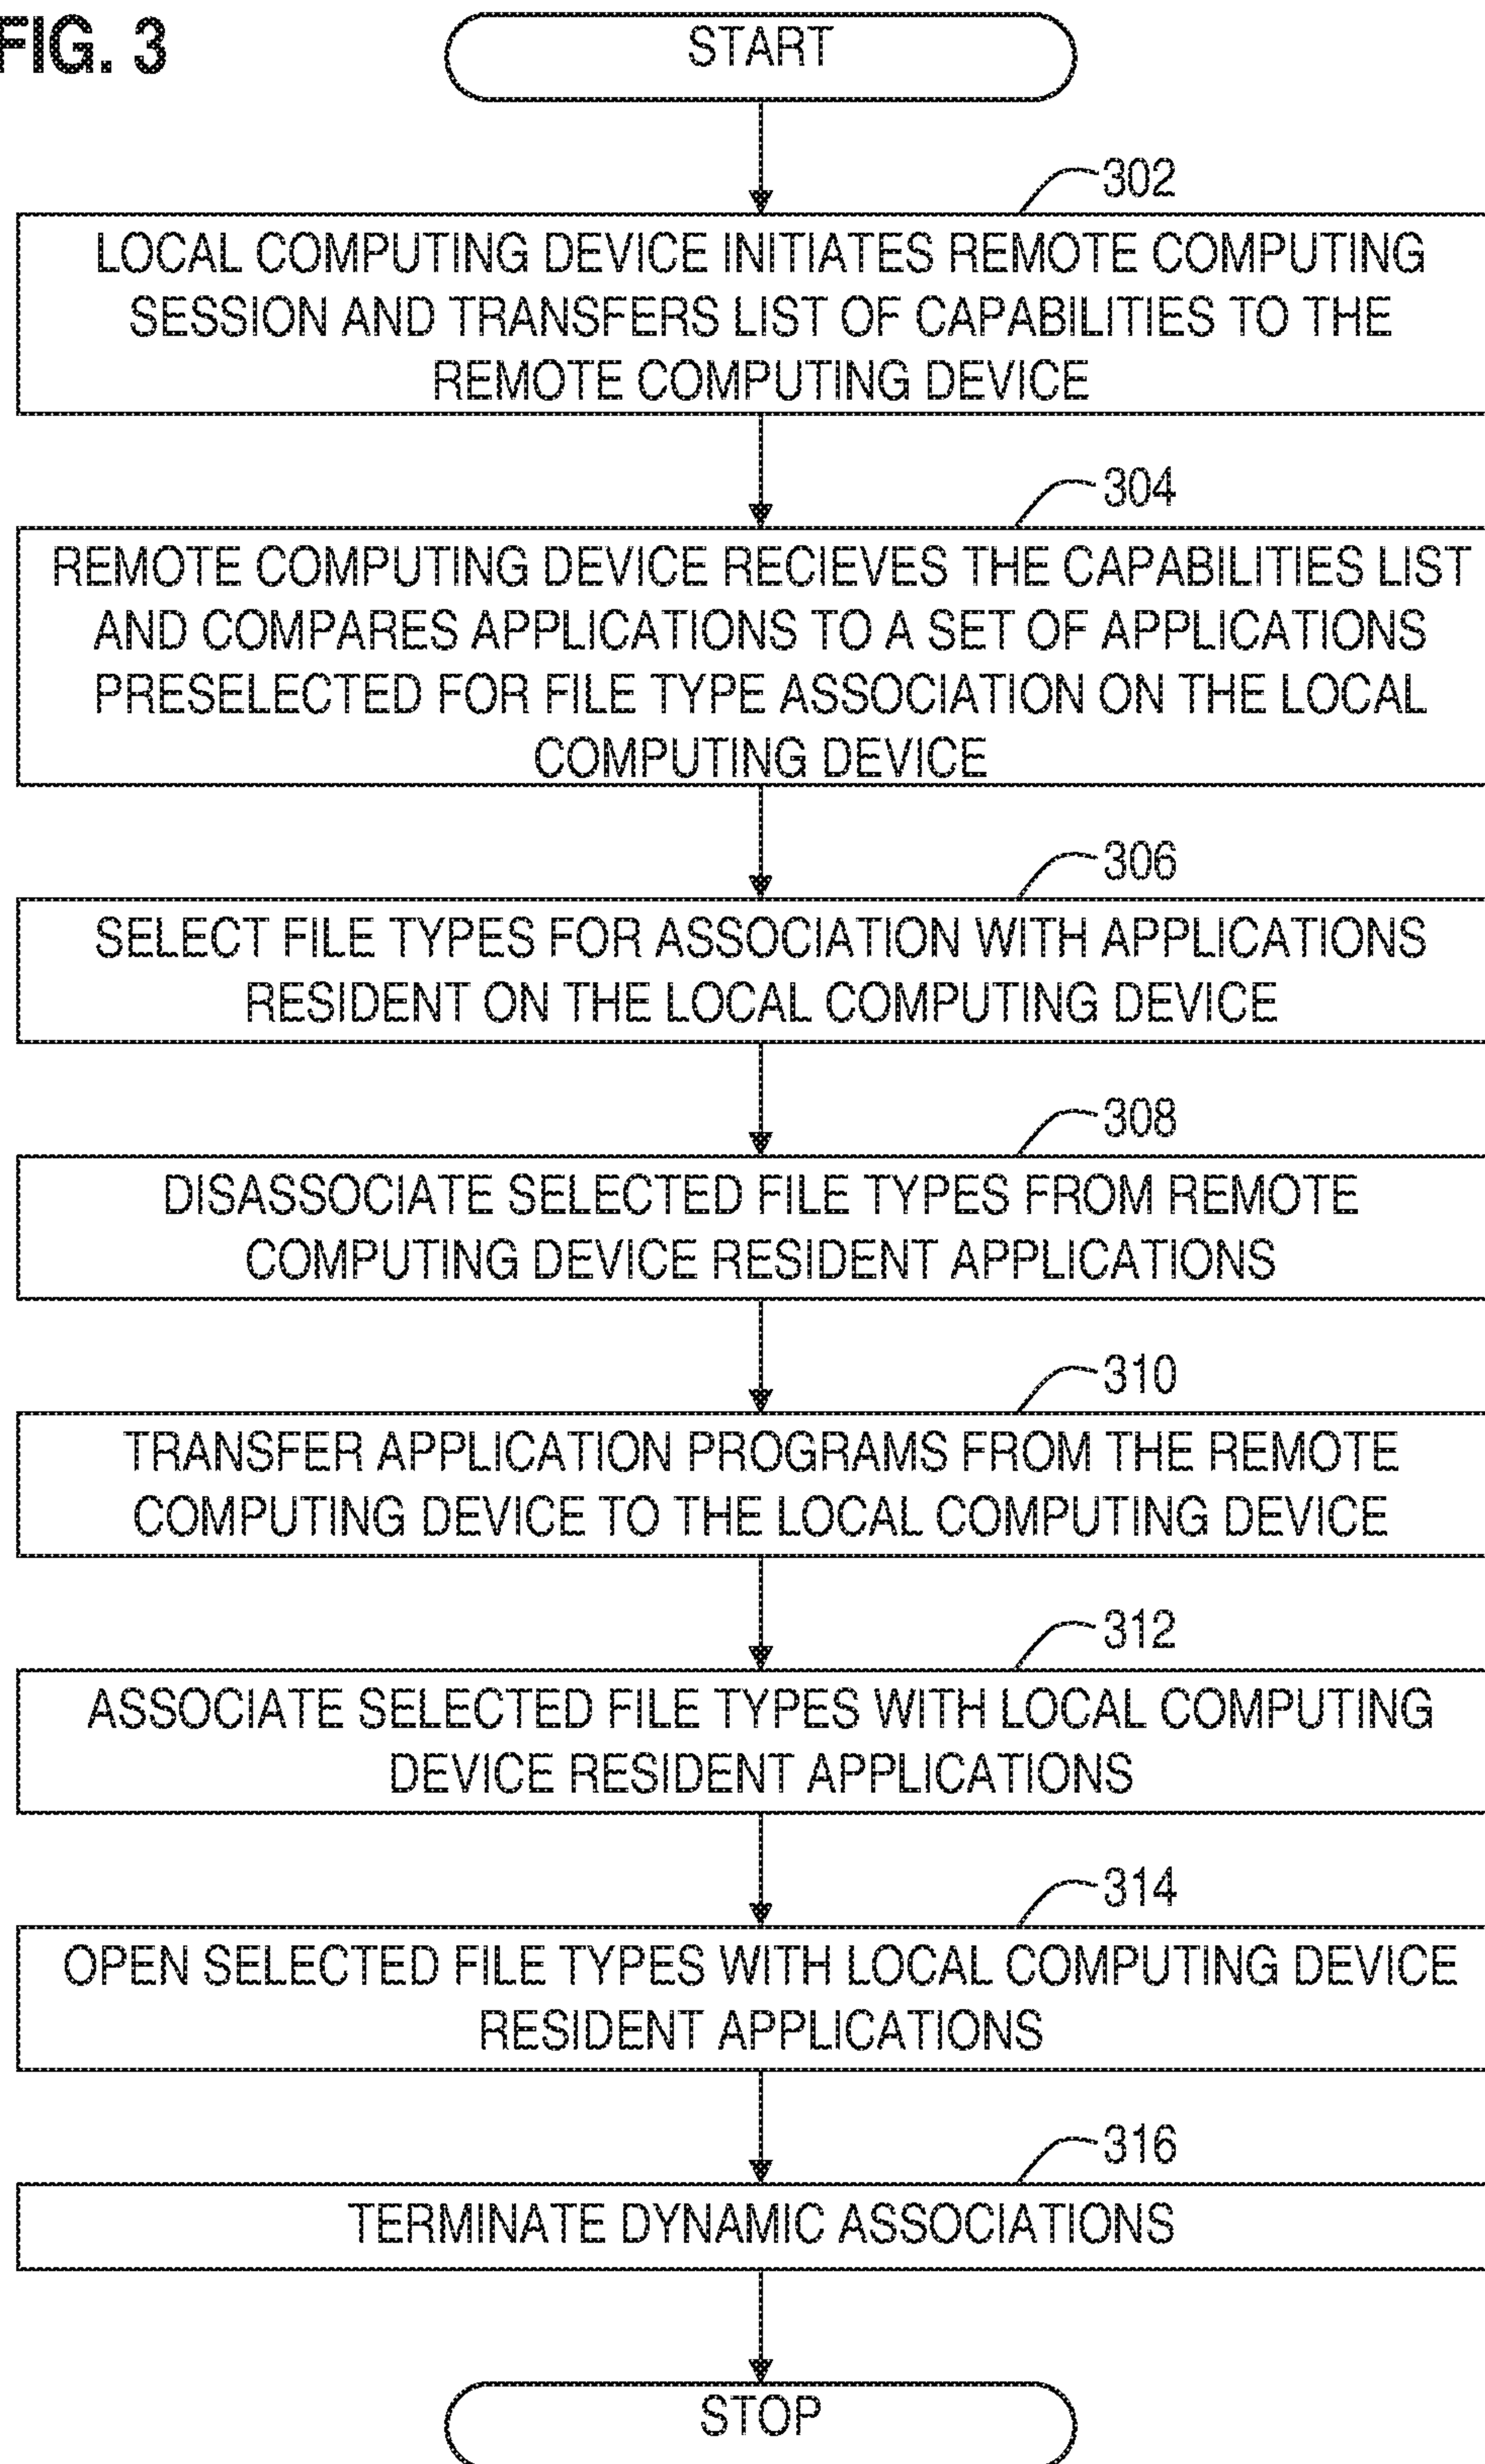 FIG. 3
START
302
LOCAL COMPUTING DEVICE INITIATES REMOTE COMPUTING
SESSION AND TRANSFERS LIST OF CAPABILITIES TO THE
REMOTE COMPUTING DEVICE
304
REMOTE COMPUTING DEVICE RECIEVES THE CAPABILITIES LIST
AND COMPARES APPLICATIONS TO A SET OF APPLICATIONS
PRESELECTED FOR FILE TYPE ASSOCIATION ON THE LOCAL
COMPUTING DEVICE
306
SELECT FILE TYPES FOR ASSOCIATION WITH APPLICATIONS
RESIDENT ON THE LOCAL COMPUTING DEVICE
308
DISASSOCIATE SELECTED FILE TYPES FROM REMOTE
COMPUTING DEVICE RESIDENT APPLICATIONS
310
TRANSFER APPLICATION PROGRAMS FROM THE REMOTE
COMPUTING DEVICE TO THE LOCAL COMPUTING DEVICE
312
ASSOCIATE SELECTED FILE TYPES WITH LOCAL COMPUTING
DEVICE RESIDENT APPLICATIONS
314
OPEN SELECTED FILE TYPES WITH LOCAL COMPUTING DEVICE
RESIDENT APPLICATIONS
316
TERMINATE DYNAMIC ASSOCIATIONS
STOP